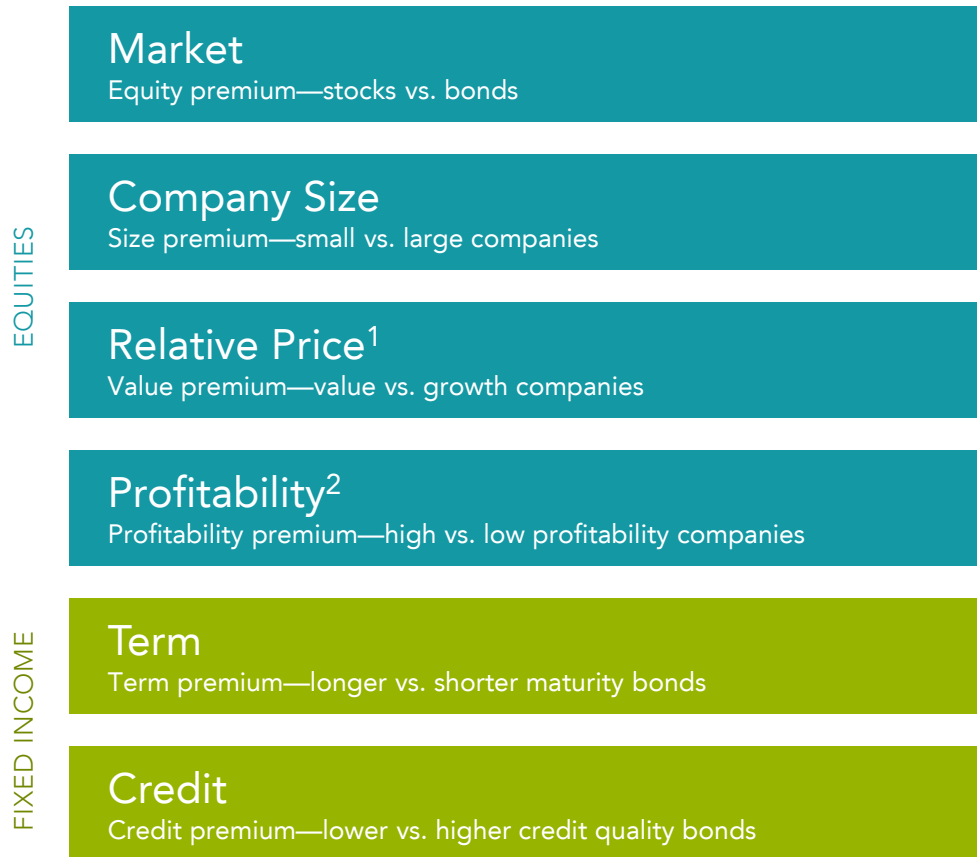 EQUITIES
Market
Equity premium—stocks vs. bonds
Company Size
Size premium—small vs. large companies
Relative Price¹
Value premium—value vs. growth companies
Profitability²
Profitability premium—high vs. low profitability companies
FIXED INCOME
Term
Term premium—longer vs. shorter maturity bonds
Credit
Credit premium—lower vs. higher credit quality bonds